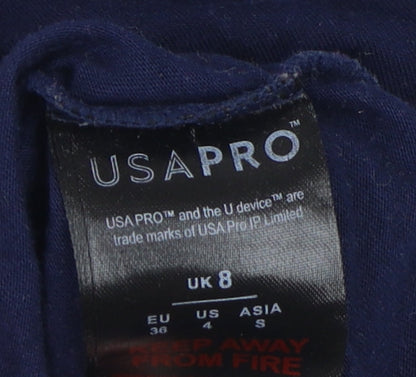 USAPRO™
USA PRO™ and the U device™ are
trade marks of USA Pro IP Limited
UK 8
EU US ASIA
36 4 S
KEEP AWAY
FROM FIRE